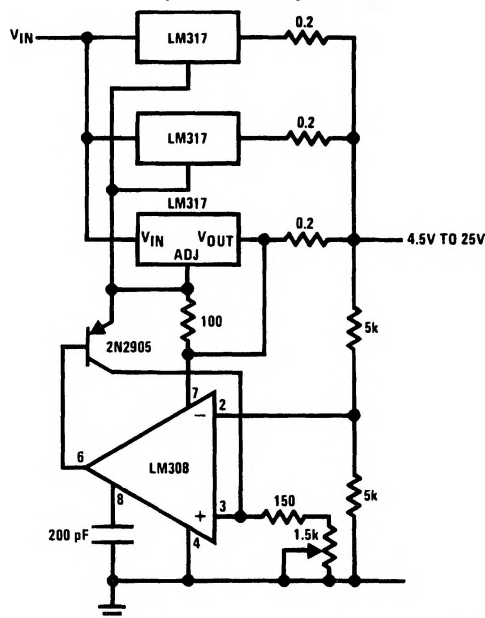 0.2
VIN
LM317
0.2
LM317
LM317
0.2
VIN
VOUT
ADJ
4.5V TO 25V
100
5k
2N2905
7
2
−
6
LM308
8
3
+
150
5k
200 pF
4
1.5k